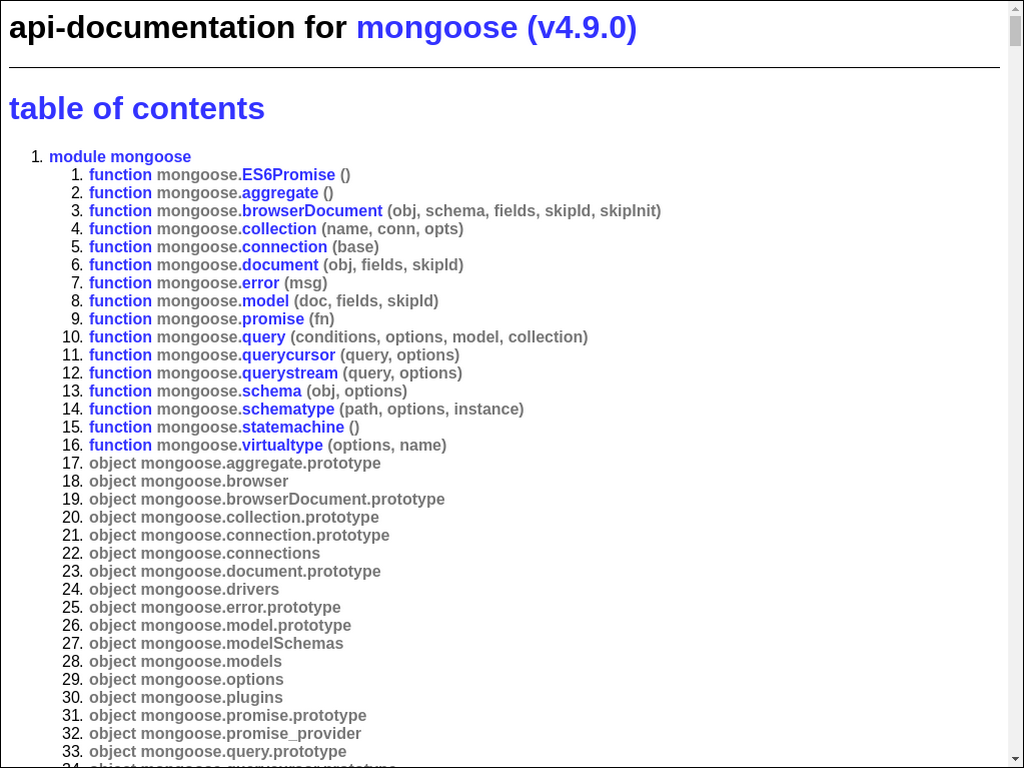 api-documentation for mongoose (v4.9.0)
table of contents
1. module mongoose
1. function mongoose.ES6Promise ()
2. function mongoose.aggregate ()
3. function mongoose.browserDocument (obj, schema, fields, skipId, skipInit)
4. function mongoose.collection (name, conn, opts)
5. function mongoose.connection (base)
6. function mongoose.document (obj, fields, skipId)
7. function mongoose.error (msg)
8. function mongoose.model (doc, fields, skipId)
9. function mongoose.promise (fn)
10. function mongoose.query (conditions, options, model, collection)
11. function mongoose.querycursor (query, options)
12. function mongoose.querystream (query, options)
13. function mongoose.schema (obj, options)
14. function mongoose.schematype (path, options, instance)
15. function mongoose.statemachine ()
16. function mongoose.virtualtype (options, name)
17. object mongoose.aggregate.prototype
18. object mongoose.browser
19. object mongoose.browserDocument.prototype
20. object mongoose.collection.prototype
21. object mongoose.connection.prototype
22. object mongoose.connections
23. object mongoose.document.prototype
24. object mongoose.drivers
25. object mongoose.error.prototype
26. object mongoose.model.prototype
27. object mongoose.modelSchemas
28. object mongoose.models
29. object mongoose.options
30. object mongoose.plugins
31. object mongoose.promise.prototype
32. object mongoose.promise_provider
33. object mongoose.query.prototype